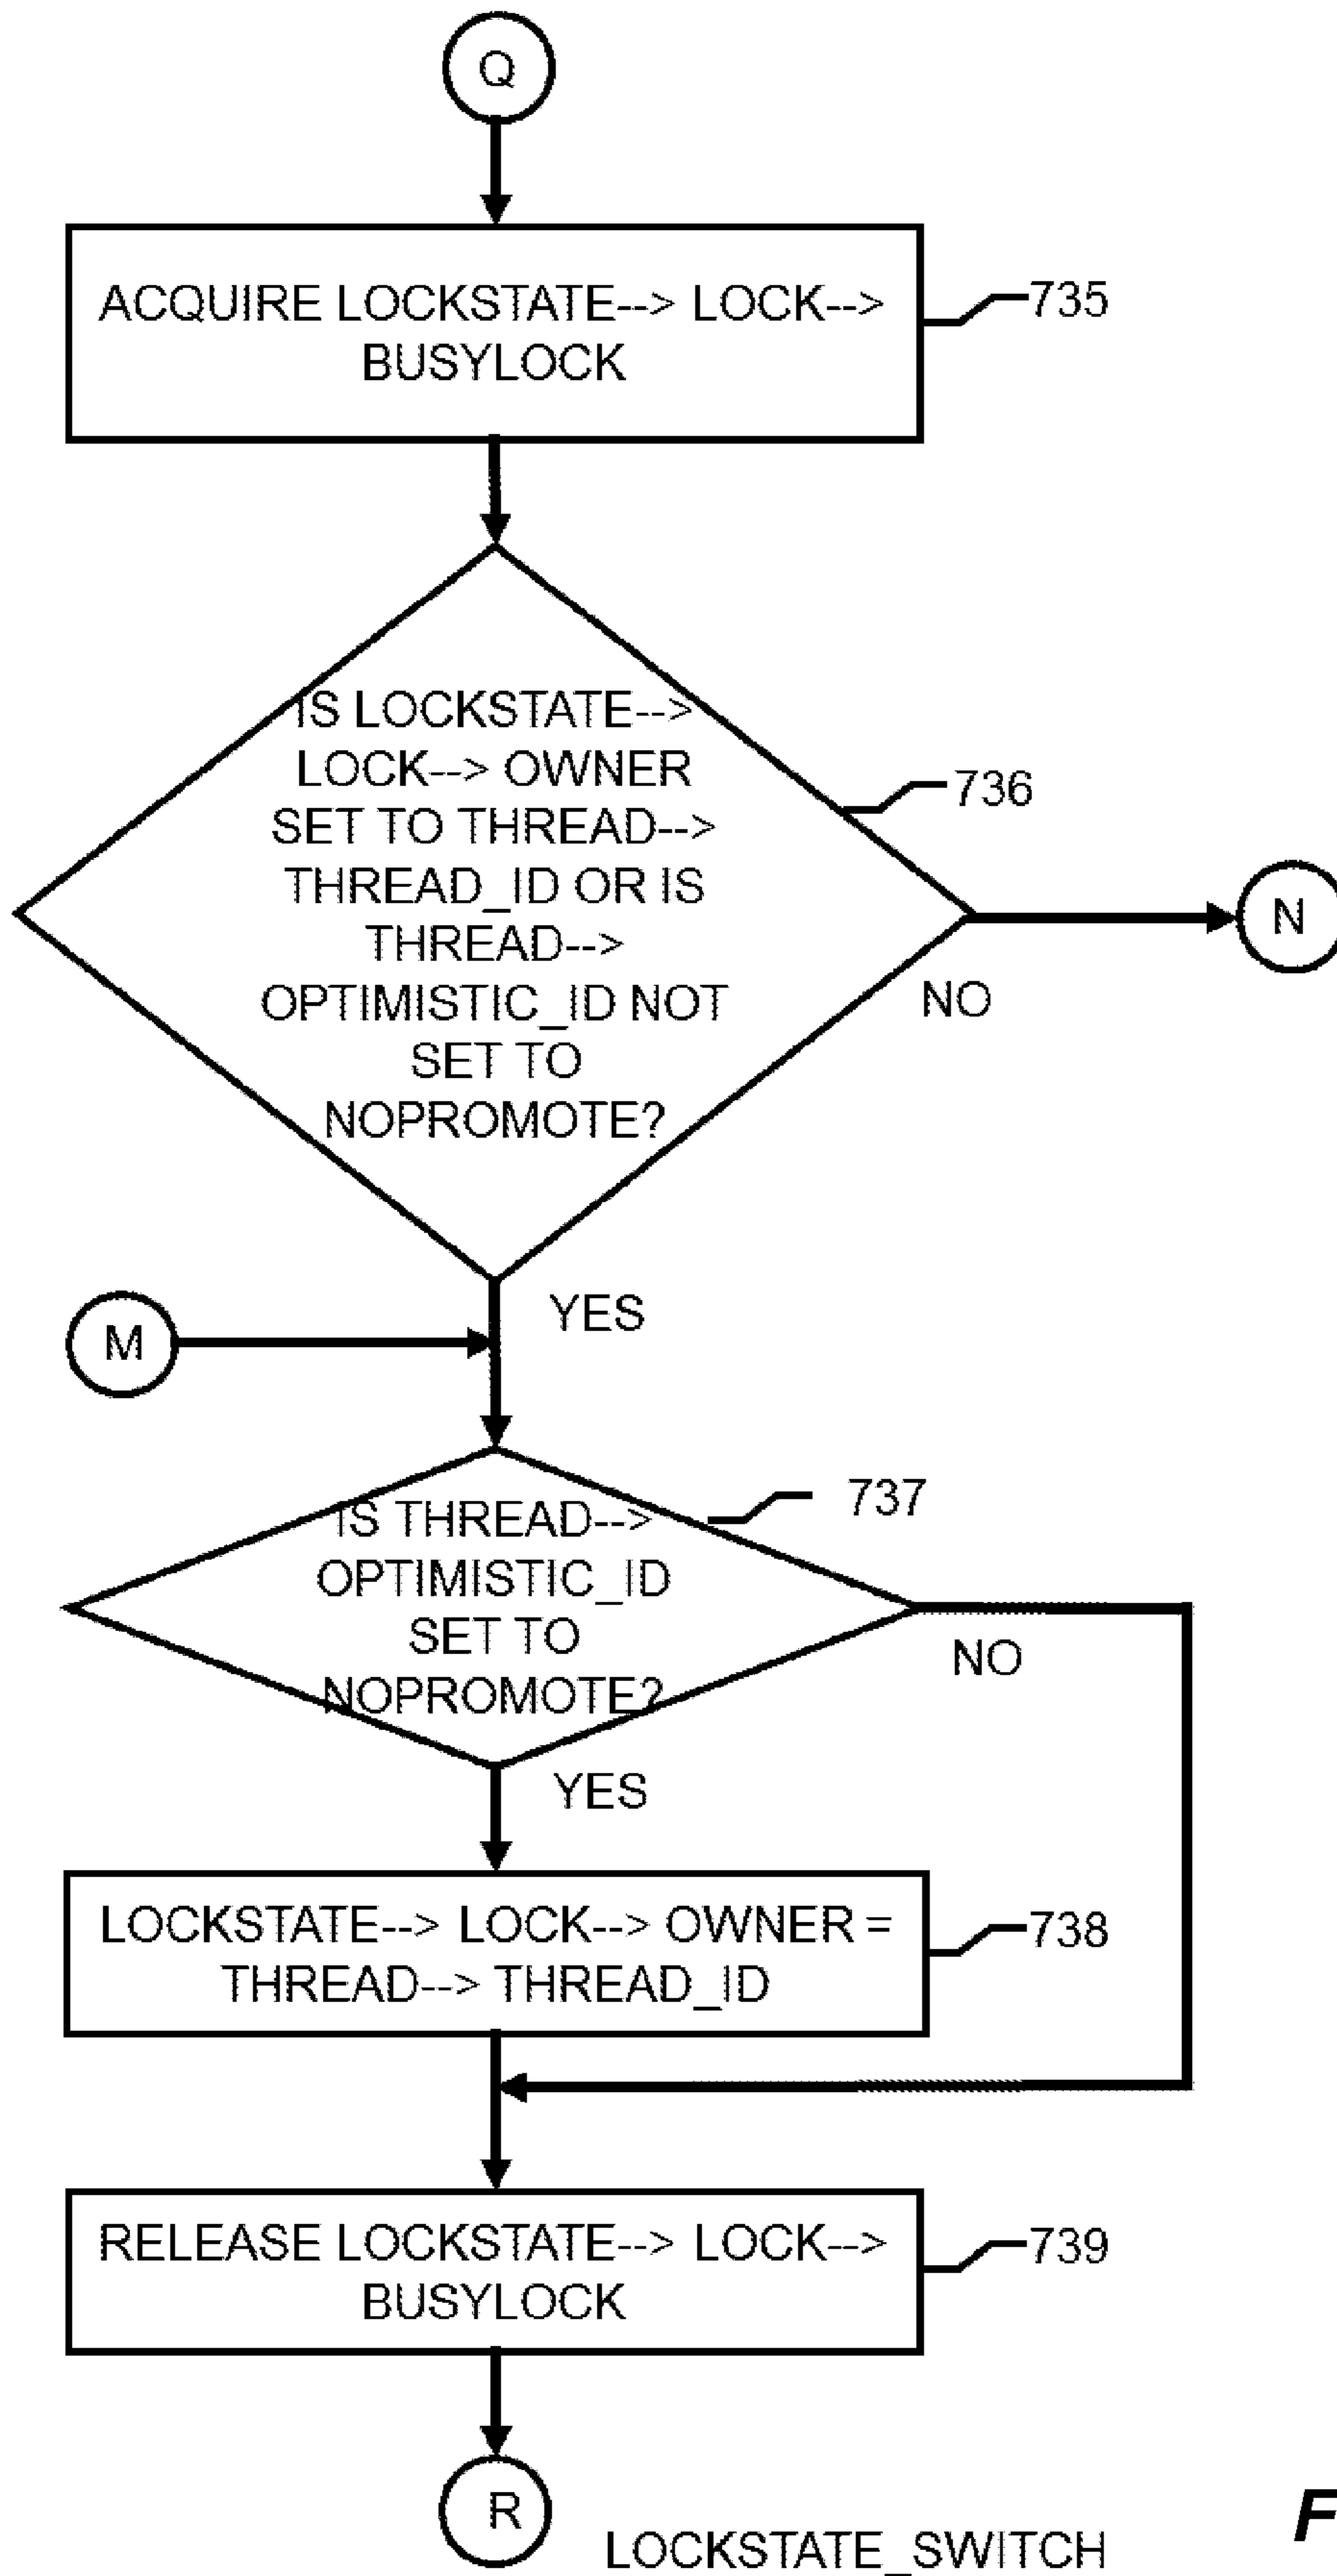 Q
ACQUIRE LOCKSTATE--> LOCK-->
BUSYLOCK
735
IS LOCKSTATE-->
LOCK--> OWNER
SET TO THREAD-->
THREAD_ID OR IS
THREAD-->
OPTIMISTIC_ID NOT
SET TO
NOPROMOTE?
736
N
NO
YES
M
IS THREAD-->
OPTIMISTIC_ID
SET TO
NOPROMOTE?
737
NO
YES
LOCKSTATE--> LOCK--> OWNER =
THREAD--> THREAD_ID
738
RELEASE LOCKSTATE--> LOCK-->
BUSYLOCK
739
R
LOCKSTATE_SWITCH
F